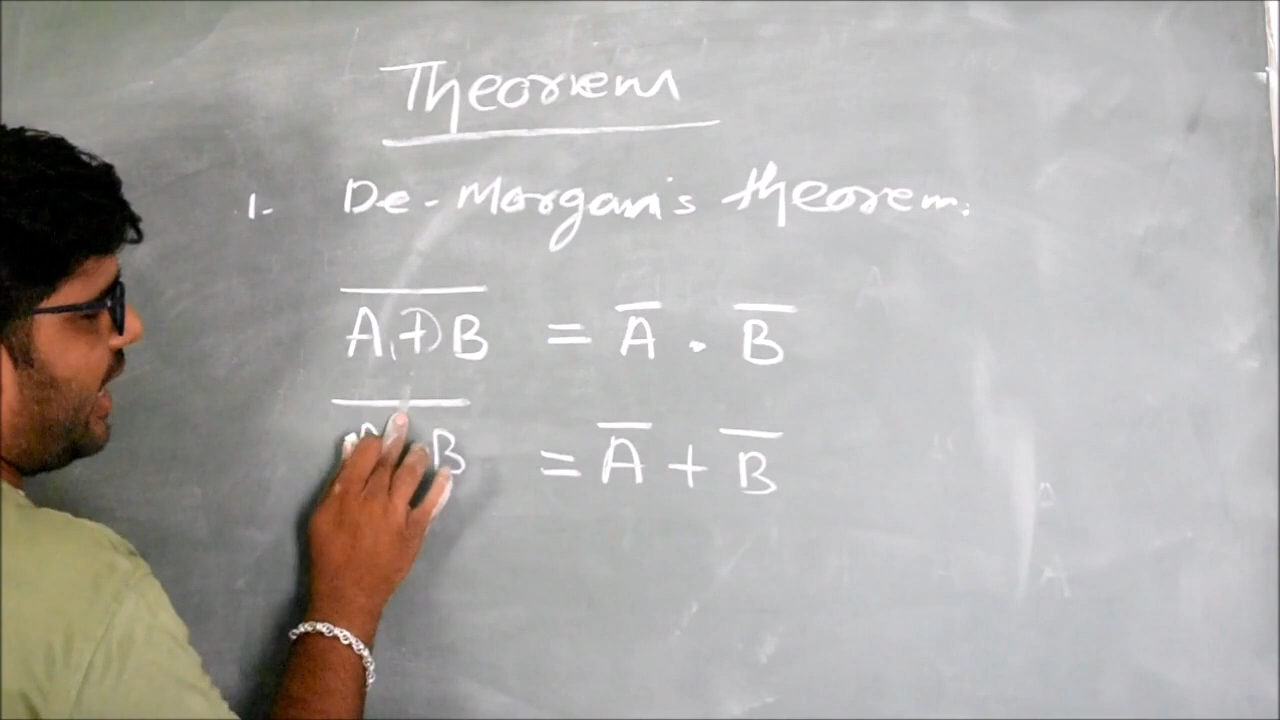 Theorem
1- De-Morgan's theorem.
A̅ ̅+̅ ̅B̅ = A̅ . B̅
B = A̅ + B̅